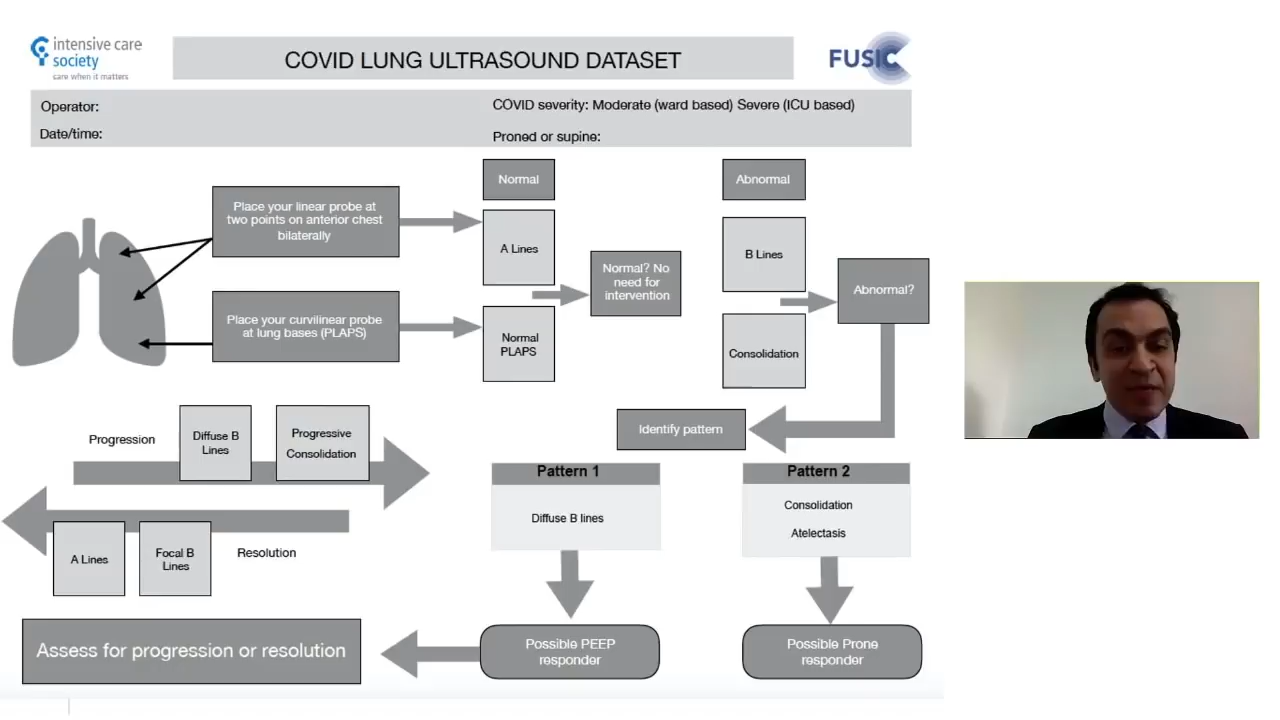 intensive care
society
care when it matters
COVID LUNG ULTRASOUND DATASET
FUSIC
Operator:
COVID severity: Moderate (ward based) Severe (ICU based)
Date/time:
Proned or supine:
Place your linear probe at
two points on anterior chest
bilaterally
Normal
Abnormal
A Lines
B Lines
Normal? No
need for
intervention
Abnormal?
Place your curvilinear probe
at lung bases (PLAPS)
Normal
PLAPS
Consolidation
Identify pattern
Progression
Diffuse B
Lines
Progressive
Consolidation
A Lines
Focal B
Lines
Resolution
Pattern 1
Diffuse B lines
Pattern 2
Consolidation
Atelectasis
Assess for progression or resolution
Possible PEEP
responder
Possible Prone
responder